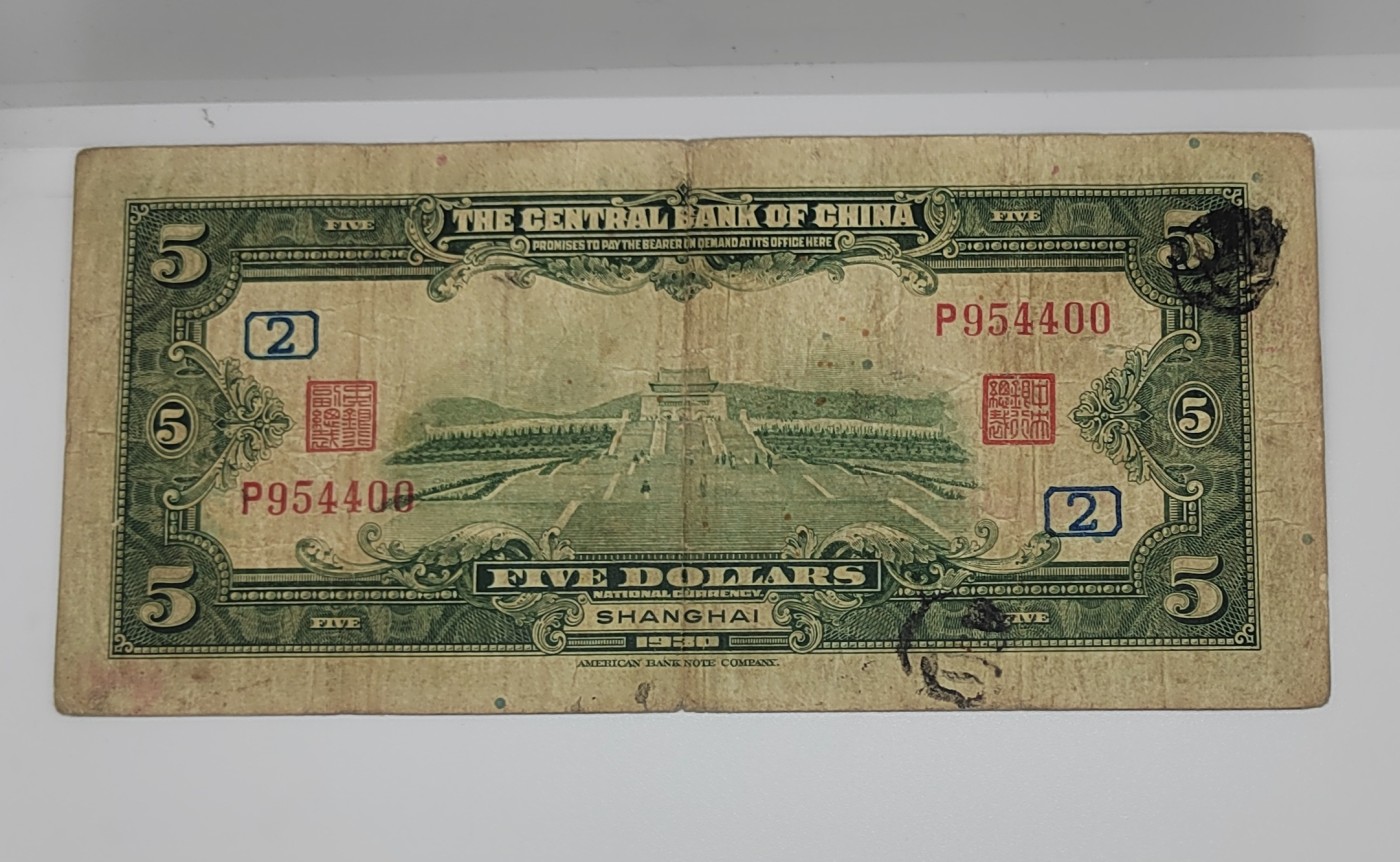 THE CENTRAL BANK OF CHINA
PROMISES TO PAY THE BEARER ON DEMAND AT ITS OFFICE HERE
5 FIVE FIVE 5
2 P954400
5 5
P954400 2
5 FIVE DOLLARS 5
NATIONAL CURRENCY
SHANGHAI
FIVE FIVE
1930
AMERICAN BANK NOTE COMPANY.